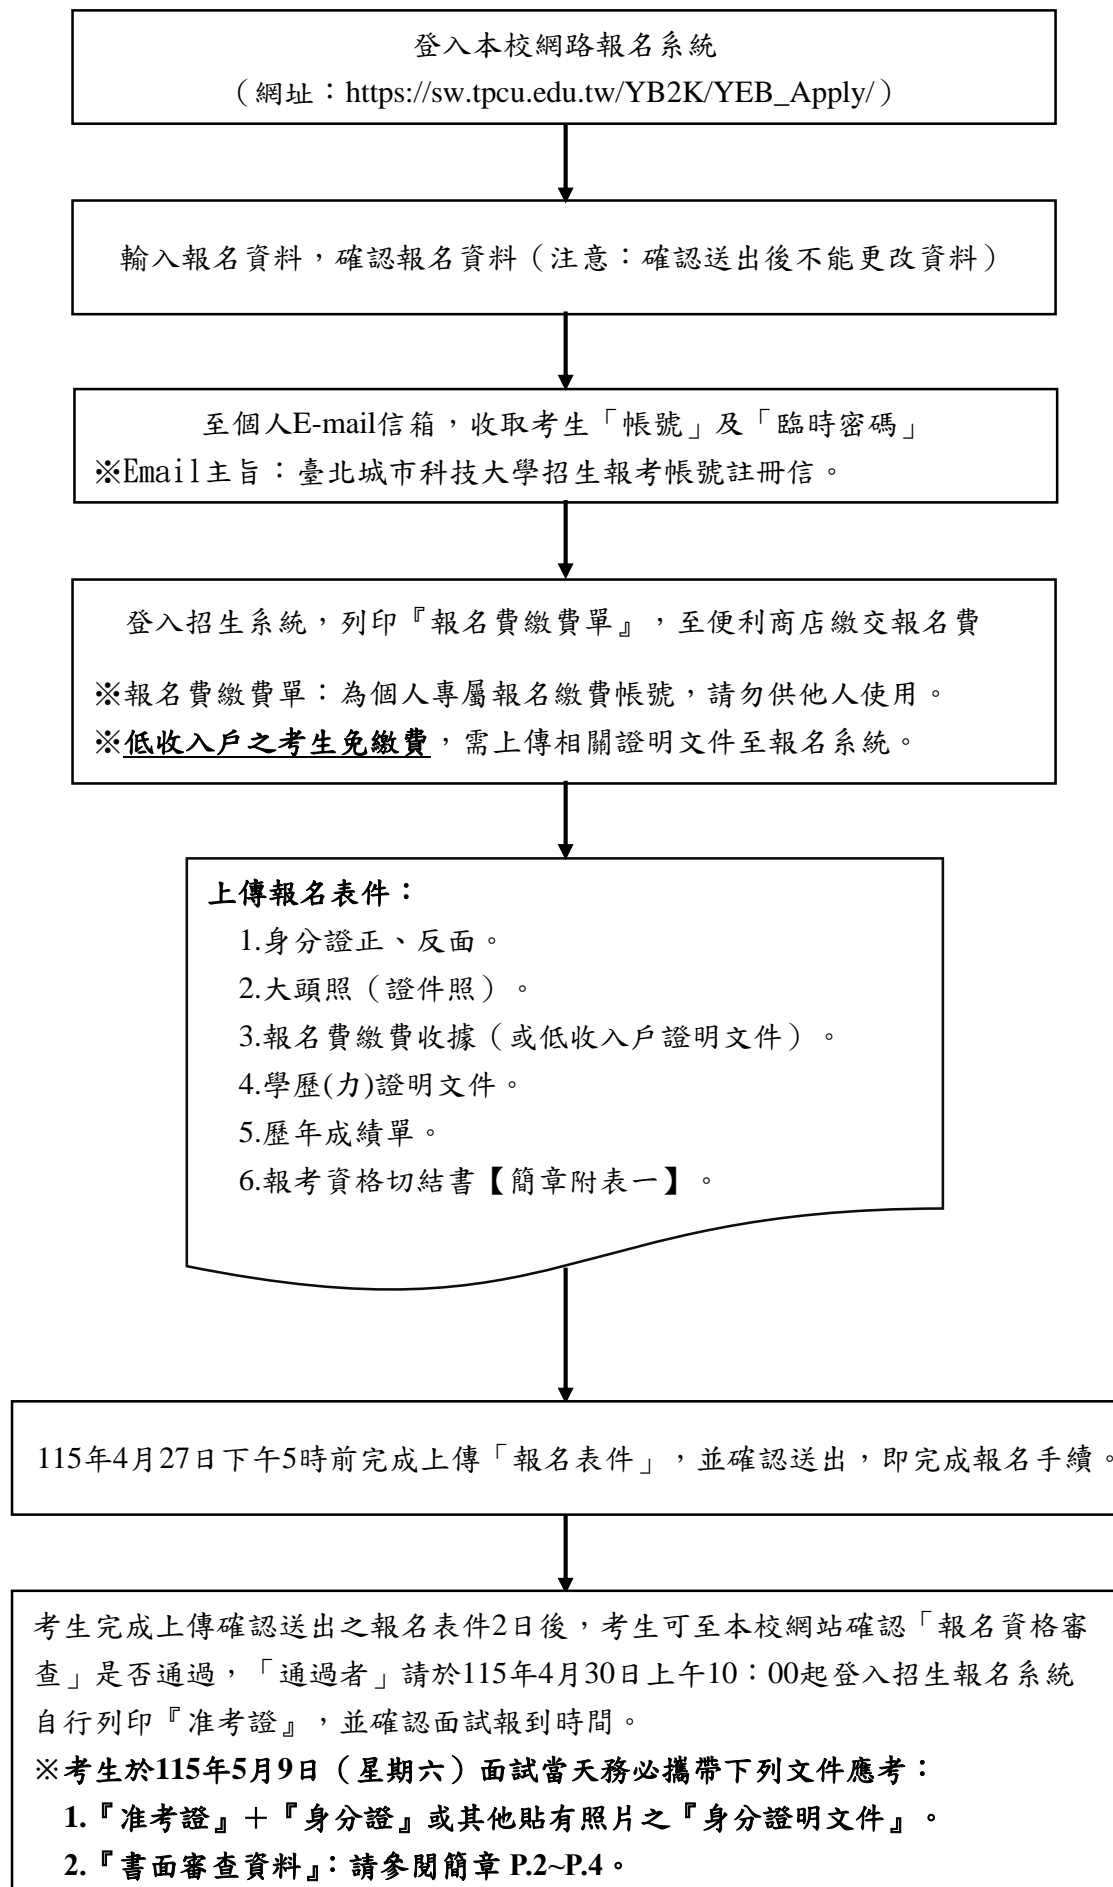 登入本校網路報名系統
（網址：https://sw.tpcu.edu.tw/YB2K/YEB_Apply/）
輸入報名資料，確認報名資料（注意：確認送出後不能更改資料）
至個人E-mail信箱，收取考生「帳號」及「臨時密碼」
※Email主旨：臺北城市科技大學招生報考帳號註冊信。
登入招生系統，列印『報名費繳費單』，至便利商店繳交報名費
※報名費繳費單：為個人專屬報名繳費帳號，請勿供他人使用。
※低收入戶之考生免繳費，需上傳相關證明文件至報名系統。
上傳報名表件：
1.身分證正、反面。
2.大頭照（證件照）。
3.報名費繳費收據（或低收入戶證明文件）。
4.學歷(力)證明文件。
5.歷年成績單。
6.報考資格切結書【簡章附表一】。
115年4月27日下午5時前完成上傳「報名表件」，並確認送出，即完成報名手續。
考生完成上傳確認送出之報名表件2日後，考生可至本校網站確認「報名資格審
查」是否通過，「通過者」請於115年4月30日上午10：00起登入招生報名系統
自行列印『准考證』，並確認面試報到時間。
※考生於115年5月9日（星期六）面試當天務必攜帶下列文件應考：
1.『准考證』＋『身分證』或其他貼有照片之『身分證明文件』。
2.『書面審查資料』：請參閱簡章 P.2~P.4。